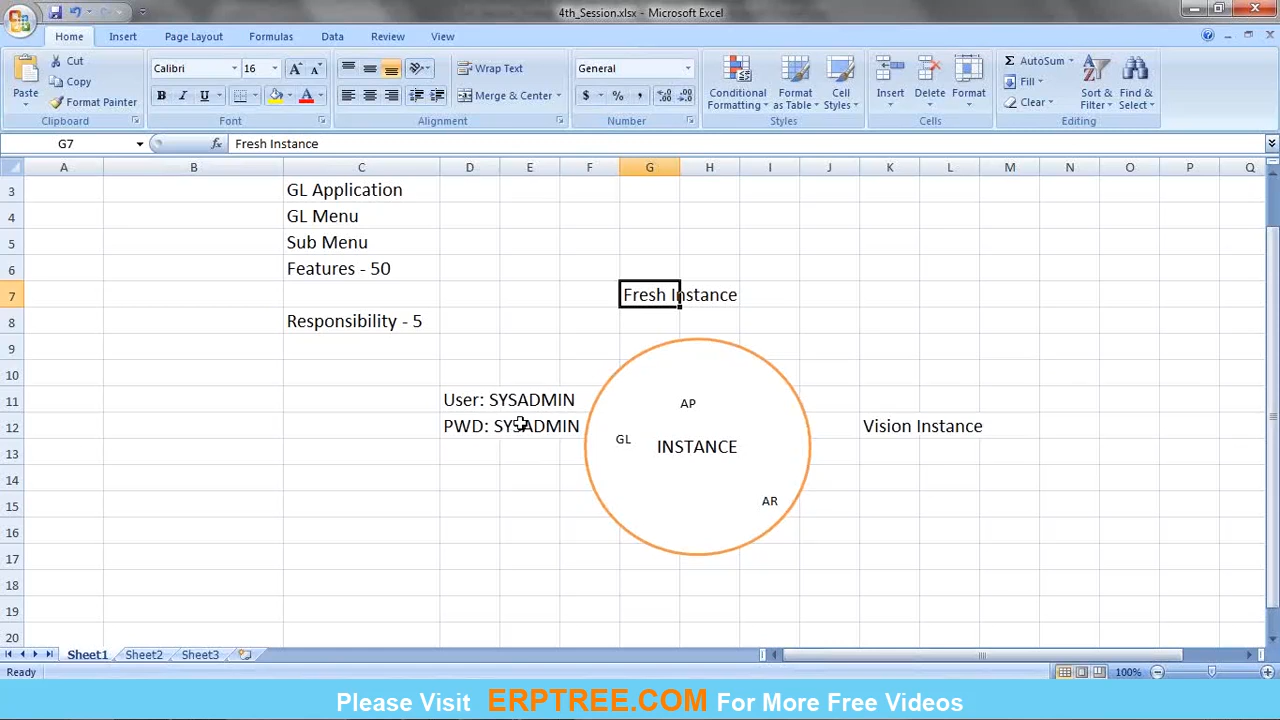 4th_Session.xlsx - Microsoft Excel
Home Insert Page Layout Formulas Data Review View
Paste
Cut
Copy
Format Painter
Clipboard
Calibri 16
B I U
Font
Wrap Text
Merge & Center
Alignment
General
$ % ,
Number
Conditional Formatting
Format as Table
Cell Styles
Styles
Insert Delete Format
Cells
AutoSum
Fill
Clear
Sort & Filter
Find & Select
Editing
G7 fx Fresh Instance
A B C D E F G H I J K L M N O P Q
3 GL Application
4 GL Menu
5 Sub Menu
6 Features - 50
7 Fresh Instance
8 Responsibility - 5
9
10
11 User: SYSADMIN AP
12 PWD: SYSADMIN Vision Instance
GL
13 INSTANCE
14
15 AR
16
17
18
19
20
Sheet1 Sheet2 Sheet3
Ready 100%
Please Visit ERPTREE.COM For More Free Videos